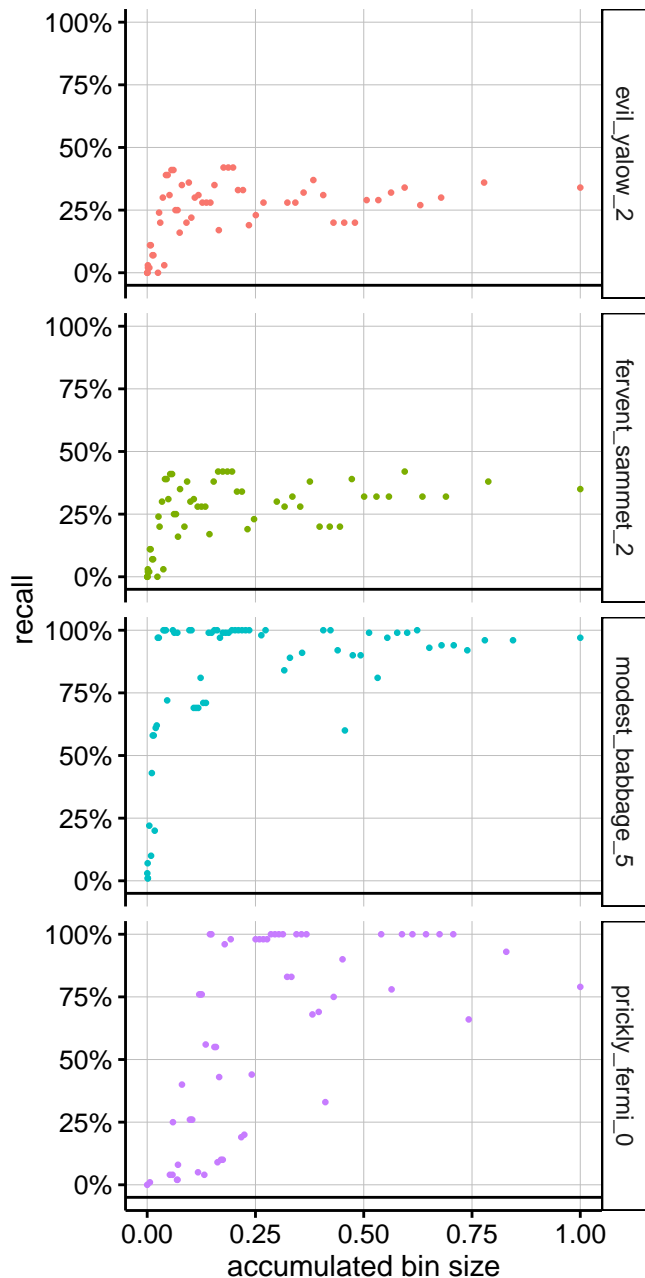 100%
75%
50%
25%
0%
evil_yalow_2
100%
75%
50%
25%
0%
fervent_sammet_2
recall
100%
75%
50%
25%
0%
modest_babbage_5
100%
75%
50%
25%
0%
prickly_fermi_0
0.00 0.25 0.50 0.75 1.00
accumulated bin size